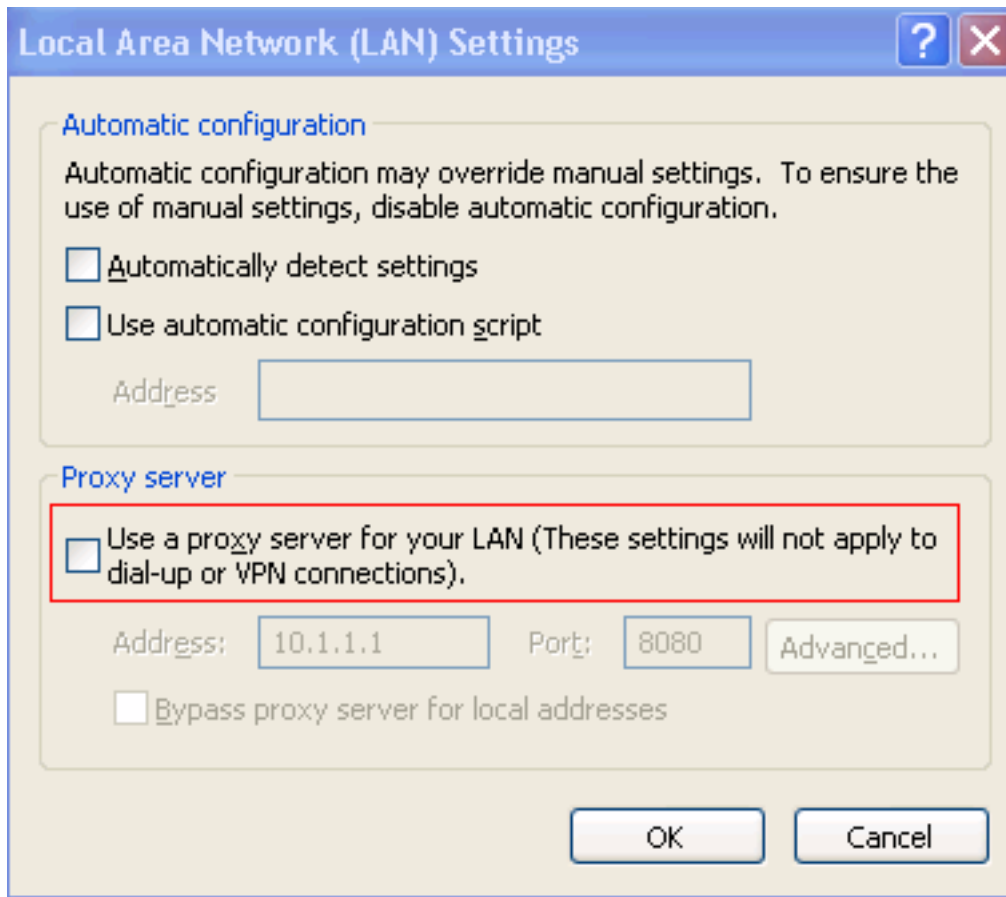 Local Area Network (LAN) Settings
?
Automatic configuration
Automatic configuration may override manual settings. To ensure the
use of manual settings, disable automatic configuration.
Automatically detect settings
Use automatic configuration script
Address
Proxy server
Use a proxy server for your LAN (These settings will not apply to
dial-up or VPN connections).
Address: 10.1.1.1 Port: 8080 Advanced...
Bypass proxy server for local addresses
OK Cancel